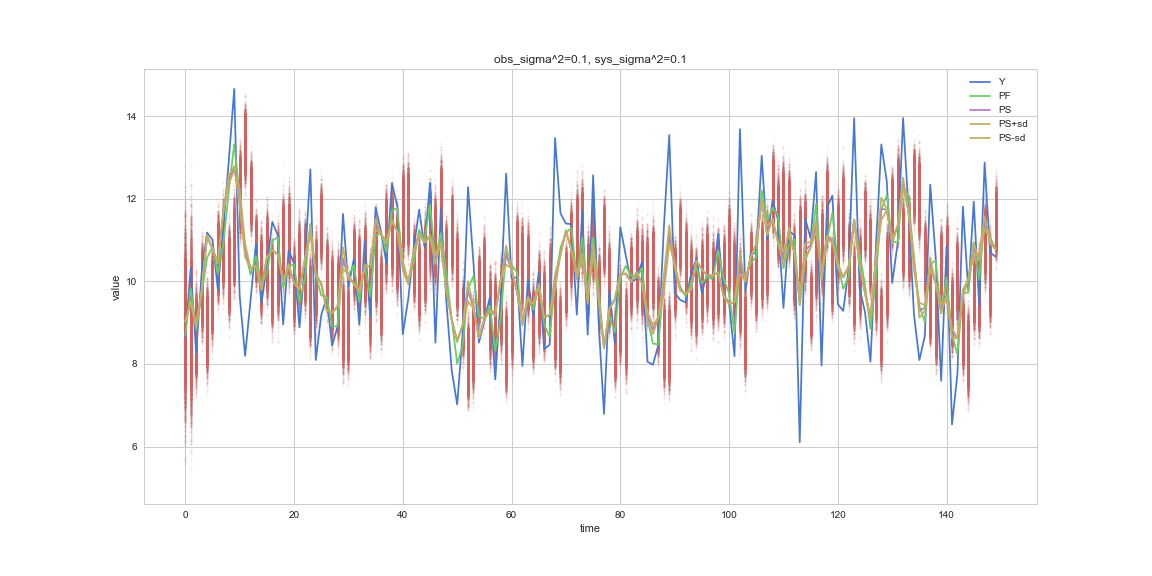 obs_sigma^2=0.1, sys_sigma^2=0.1
Y
PF
PS
PS+sd
PS-sd
14
12
10
8
6
value
0 20 40 60 80 100 120 140
time